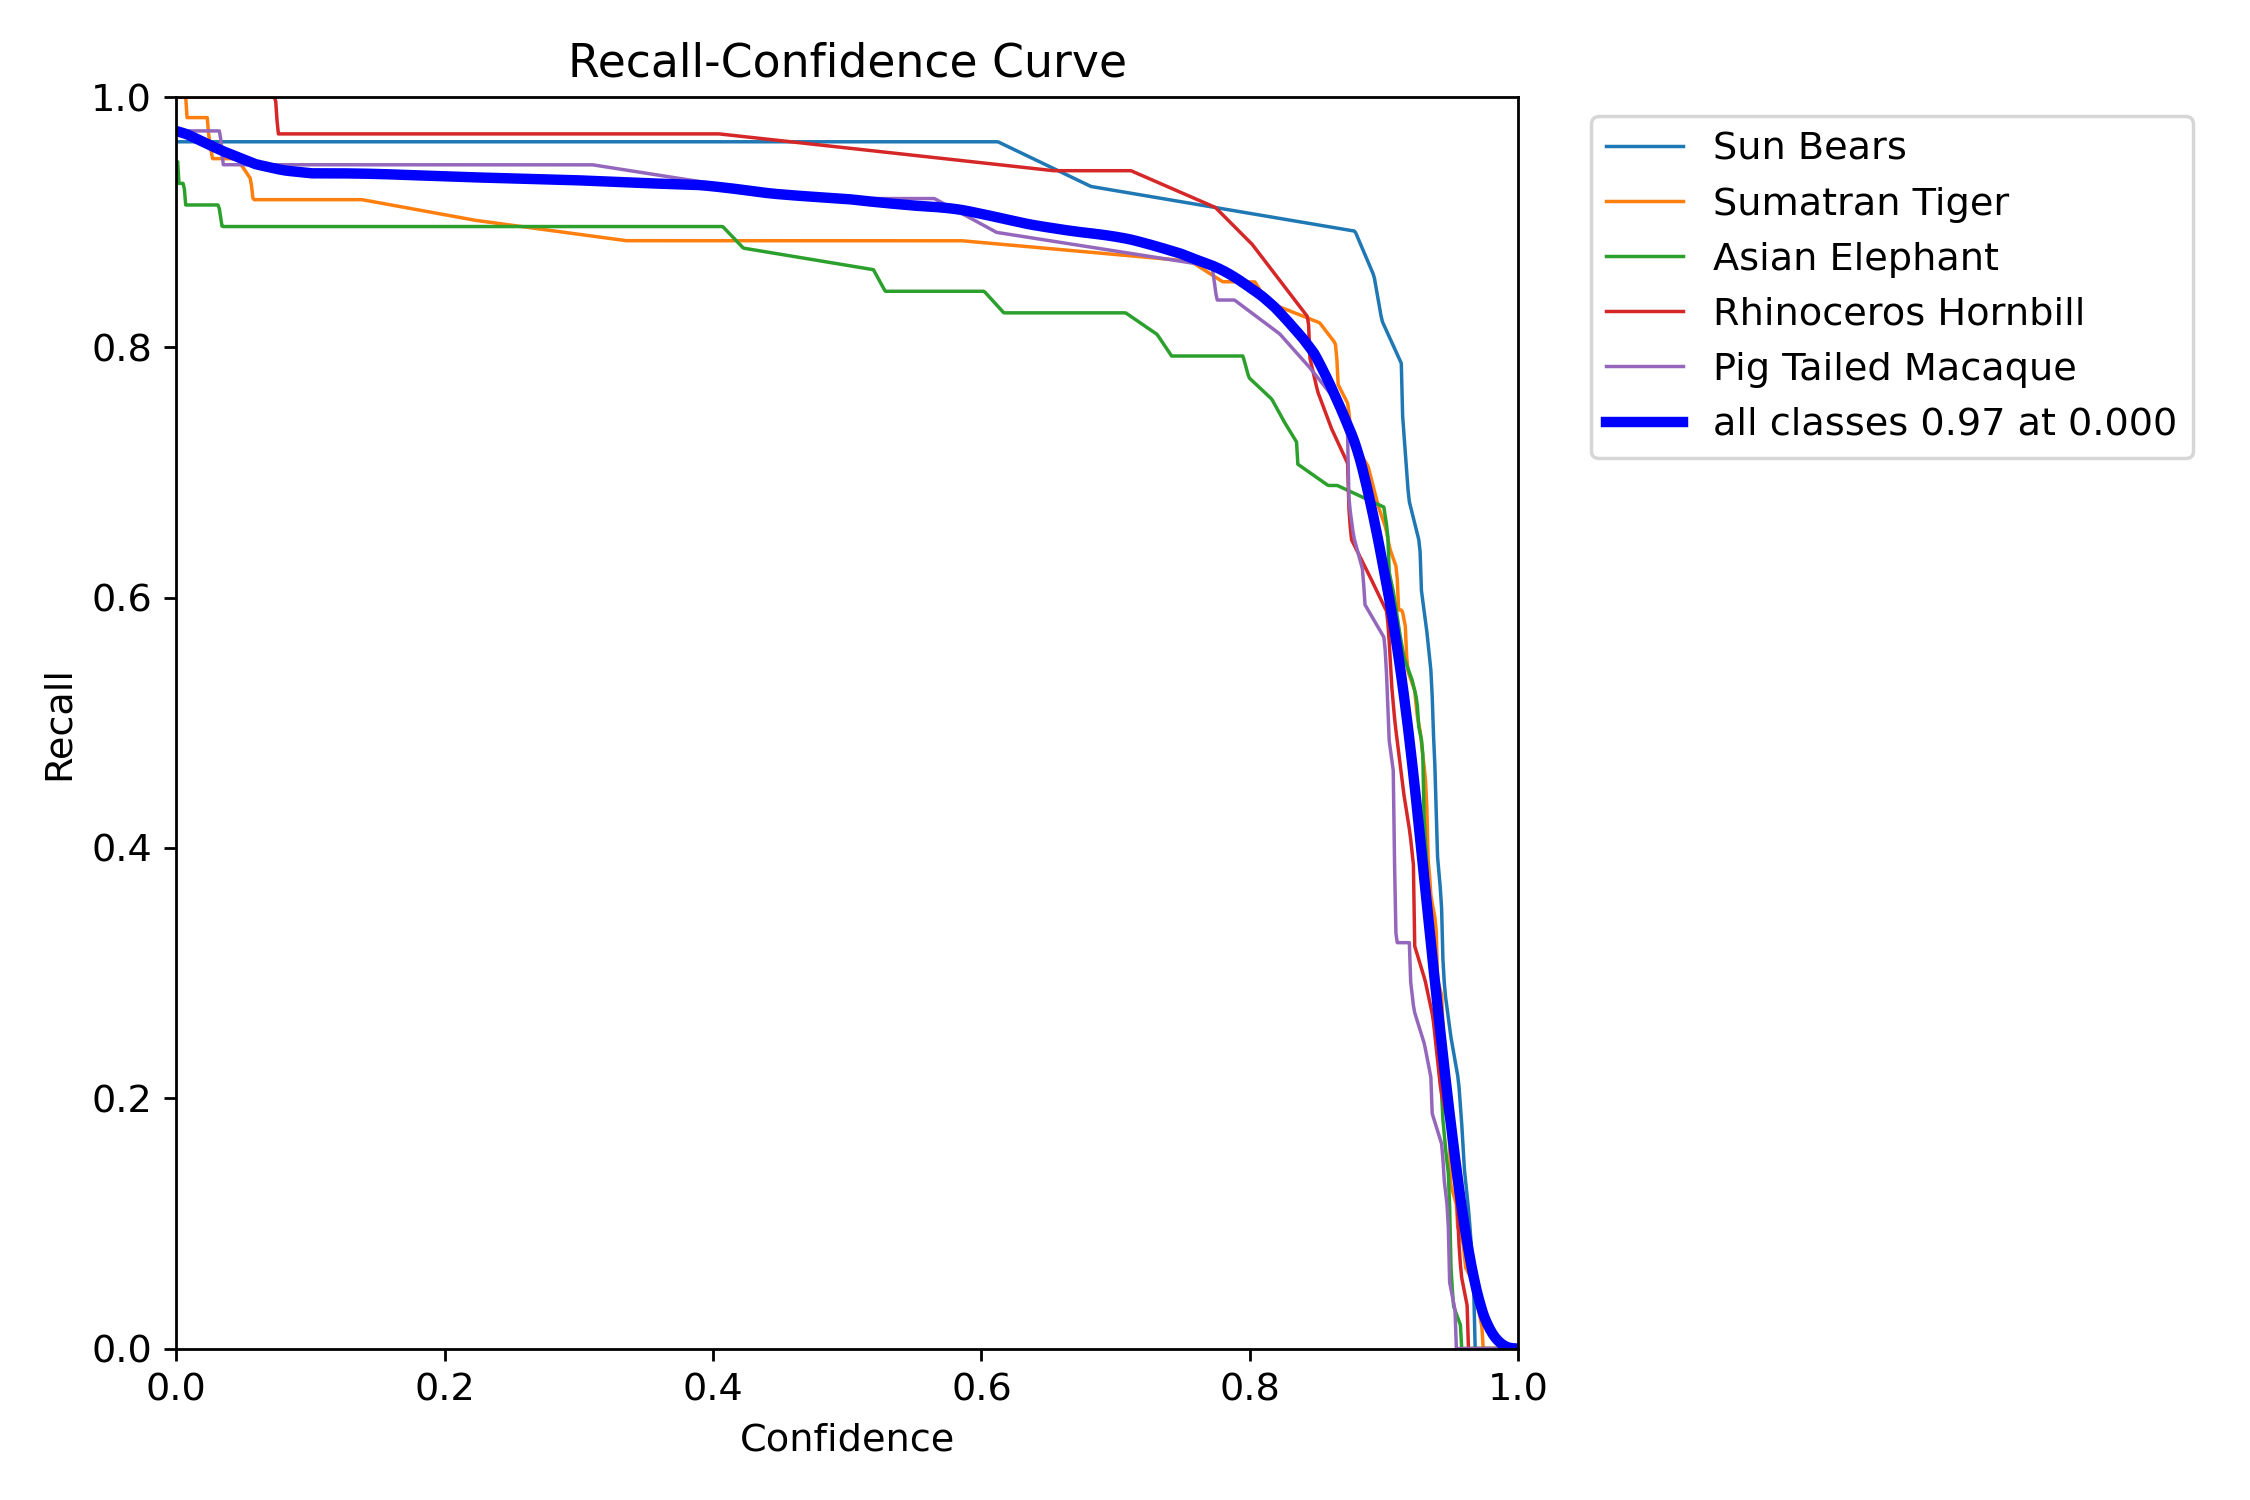 Recall-Confidence Curve
1.0
0.8
0.6
0.4
0.2
0.0
Recall
0.0 0.2 0.4 0.6 0.8 1.0
Confidence
Sun Bears
Sumatran Tiger
Asian Elephant
Rhinoceros Hornbill
Pig Tailed Macaque
all classes 0.97 at 0.000